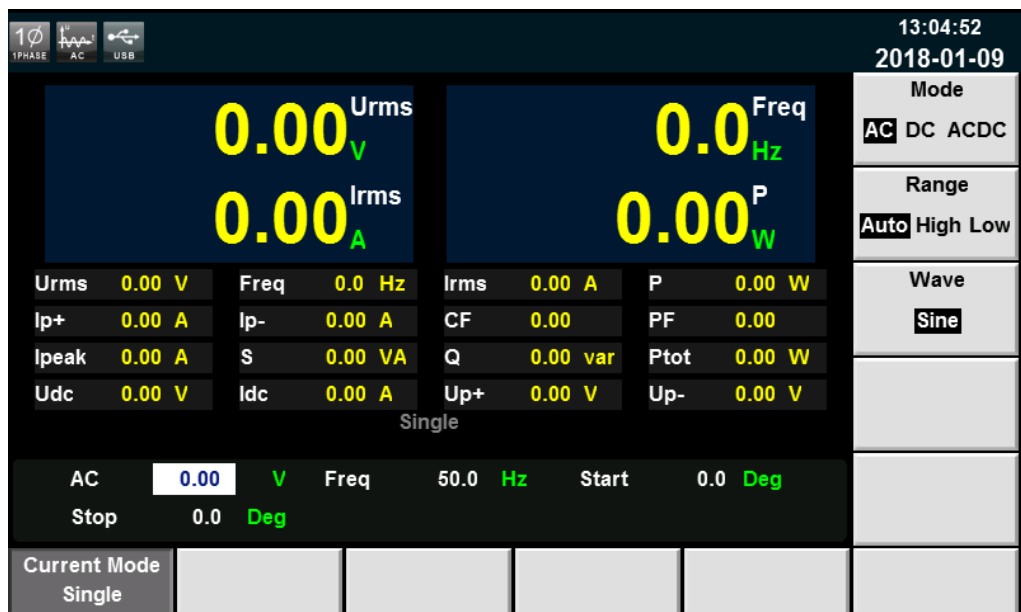 1Ø
1PHASE
U
t
AC
USB
13:04:52
2018-01-09
0.00 Urms V
0.0 Freq Hz
0.00 Irms A
0.00 P W
Urms 0.00 V Freq 0.0 Hz Irms 0.00 A P 0.00 W
Ip+ 0.00 A Ip- 0.00 A CF 0.00 PF 0.00
Ipeak 0.00 A S 0.00 VA Q 0.00 var Ptot 0.00 W
Udc 0.00 V Idc 0.00 A Up+ 0.00 V Up- 0.00 V
Single
AC 0.00 V Freq 50.0 Hz Start 0.0 Deg
Stop 0.0 Deg
Mode
AC DC ACDC
Range
Auto High Low
Wave
Sine
Current Mode
Single